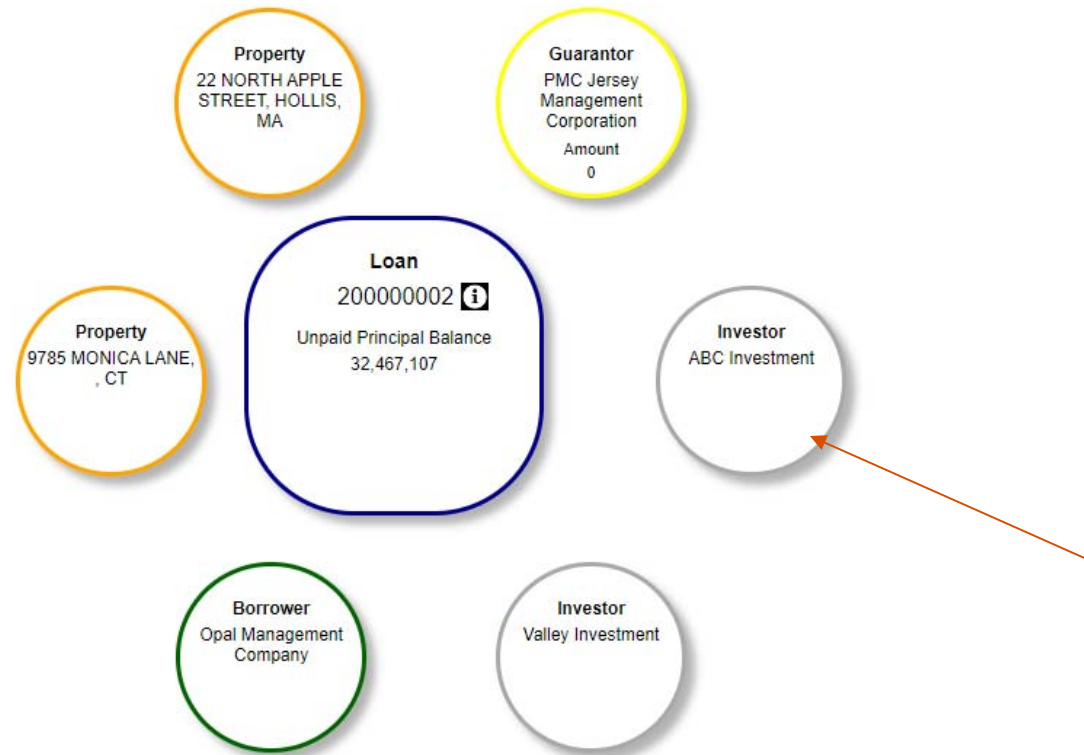 Property
22 NORTH APPLE
STREET, HOLLIS,
MA
Guarantor
PMC Jersey
Management
Corporation
Amount
0
Loan
200000002
Unpaid Principal Balance
32,467,107
Property
9785 MONICA LANE,
, CT
Investor
ABC Investment
Borrower
Opal Management
Company
Investor
Valley Investment